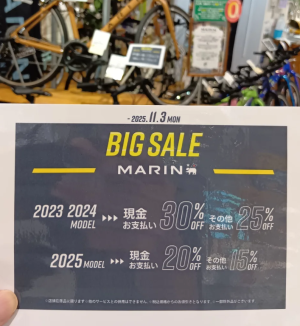 ~2025.11.3 MON
BIG SALE
MARIN
2023 2024 MODEL ▸▸▸ 現金お支払い 30% OFF その他お支払い 25% OFF
2025 MODEL ▸▸▸ 現金お支払い 20% OFF その他お支払い 15% OFF